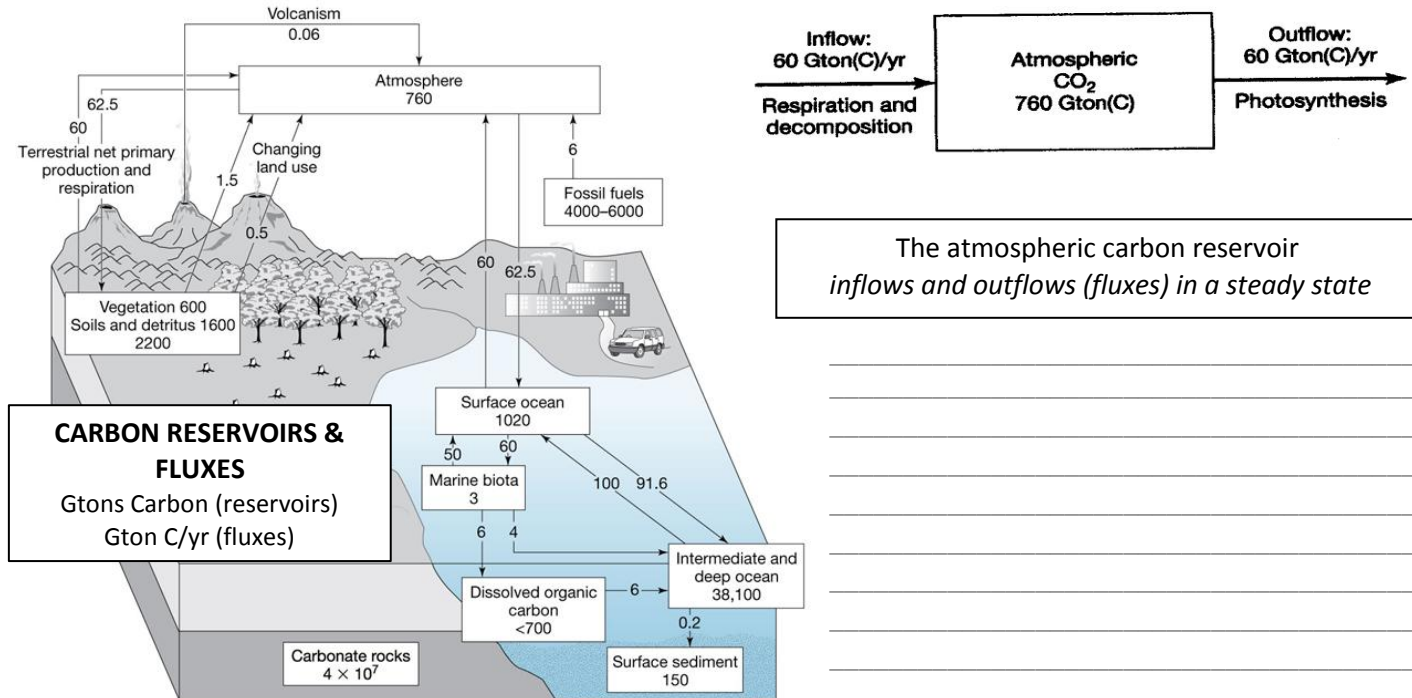 Volcanism
0.06
Atmosphere
760
62.5
60
Terrestrial net primary
production and
respiration
Changing
land use
1.5
0.5
6
Fossil fuels
4000–6000
60
62.5
Vegetation 600
Soils and detritus 1600
2200
Surface ocean
1020
50
60
Marine biota
3
100
91.6
6
4
Intermediate and
deep ocean
38,100
Dissolved organic
carbon
<700
6
0.2
Surface sediment
150
Carbonate rocks
4 × 10⁷
CARBON RESERVOIRS &
FLUXES
Gtons Carbon (reservoirs)
Gton C/yr (fluxes)
Inflow:
60 Gton(C)/yr
Respiration and
decomposition
Atmospheric
CO₂
760 Gton(C)
Outflow:
60 Gton(C)/yr
Photosynthesis
The atmospheric carbon reservoir
inflows and outflows (fluxes) in a steady state